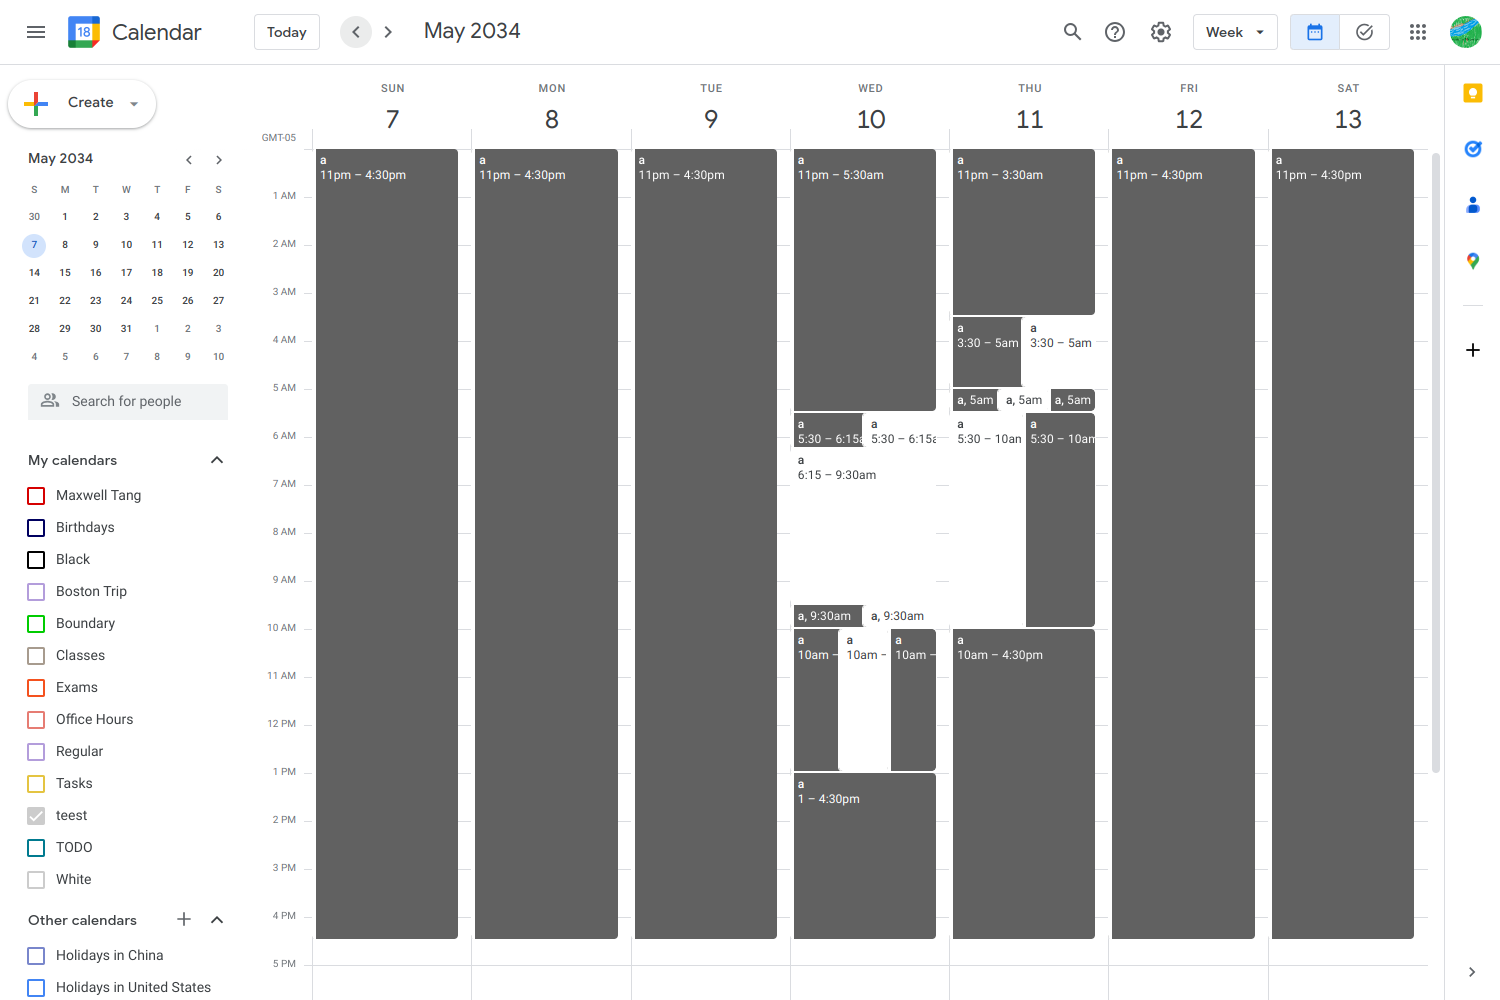 18 Calendar Today May 2034 Week
Create
May 2034
S M T W T F S
30 1 2 3 4 5 6
7 8 9 10 11 12 13
14 15 16 17 18 19 20
21 22 23 24 25 26 27
28 29 30 31 1 2 3
4 5 6 7 8 9 10
Search for people
My calendars
Maxwell Tang
Birthdays
Black
Boston Trip
Boundary
Classes
Exams
Office Hours
Regular
Tasks
teest
TODO
White
Other calendars
Holidays in China
Holidays in United States
SUN MON TUE WED THU FRI SAT
7 8 9 10 11 12 13
GMT-05
1 AM
2 AM
3 AM
4 AM
5 AM
6 AM
7 AM
8 AM
9 AM
10 AM
11 AM
12 PM
1 PM
2 PM
3 PM
4 PM
5 PM
a
11pm – 4:30pm
a
11pm – 4:30pm
a
11pm – 4:30pm
a
11pm – 5:30am
a
5:30 – 6:15a
a
5:30 – 6:15a
a
6:15 – 9:30am
a, 9:30am
a, 9:30am
a
10am –
a
10am –
a
10am –
a
1 – 4:30pm
a
11pm – 3:30am
a
3:30 – 5am
a
3:30 – 5am
a, 5am
a, 5am
a, 5am
a
5:30 – 10am
a
5:30 – 10am
a
10am – 4:30pm
a
11pm – 4:30pm
a
11pm – 4:30pm